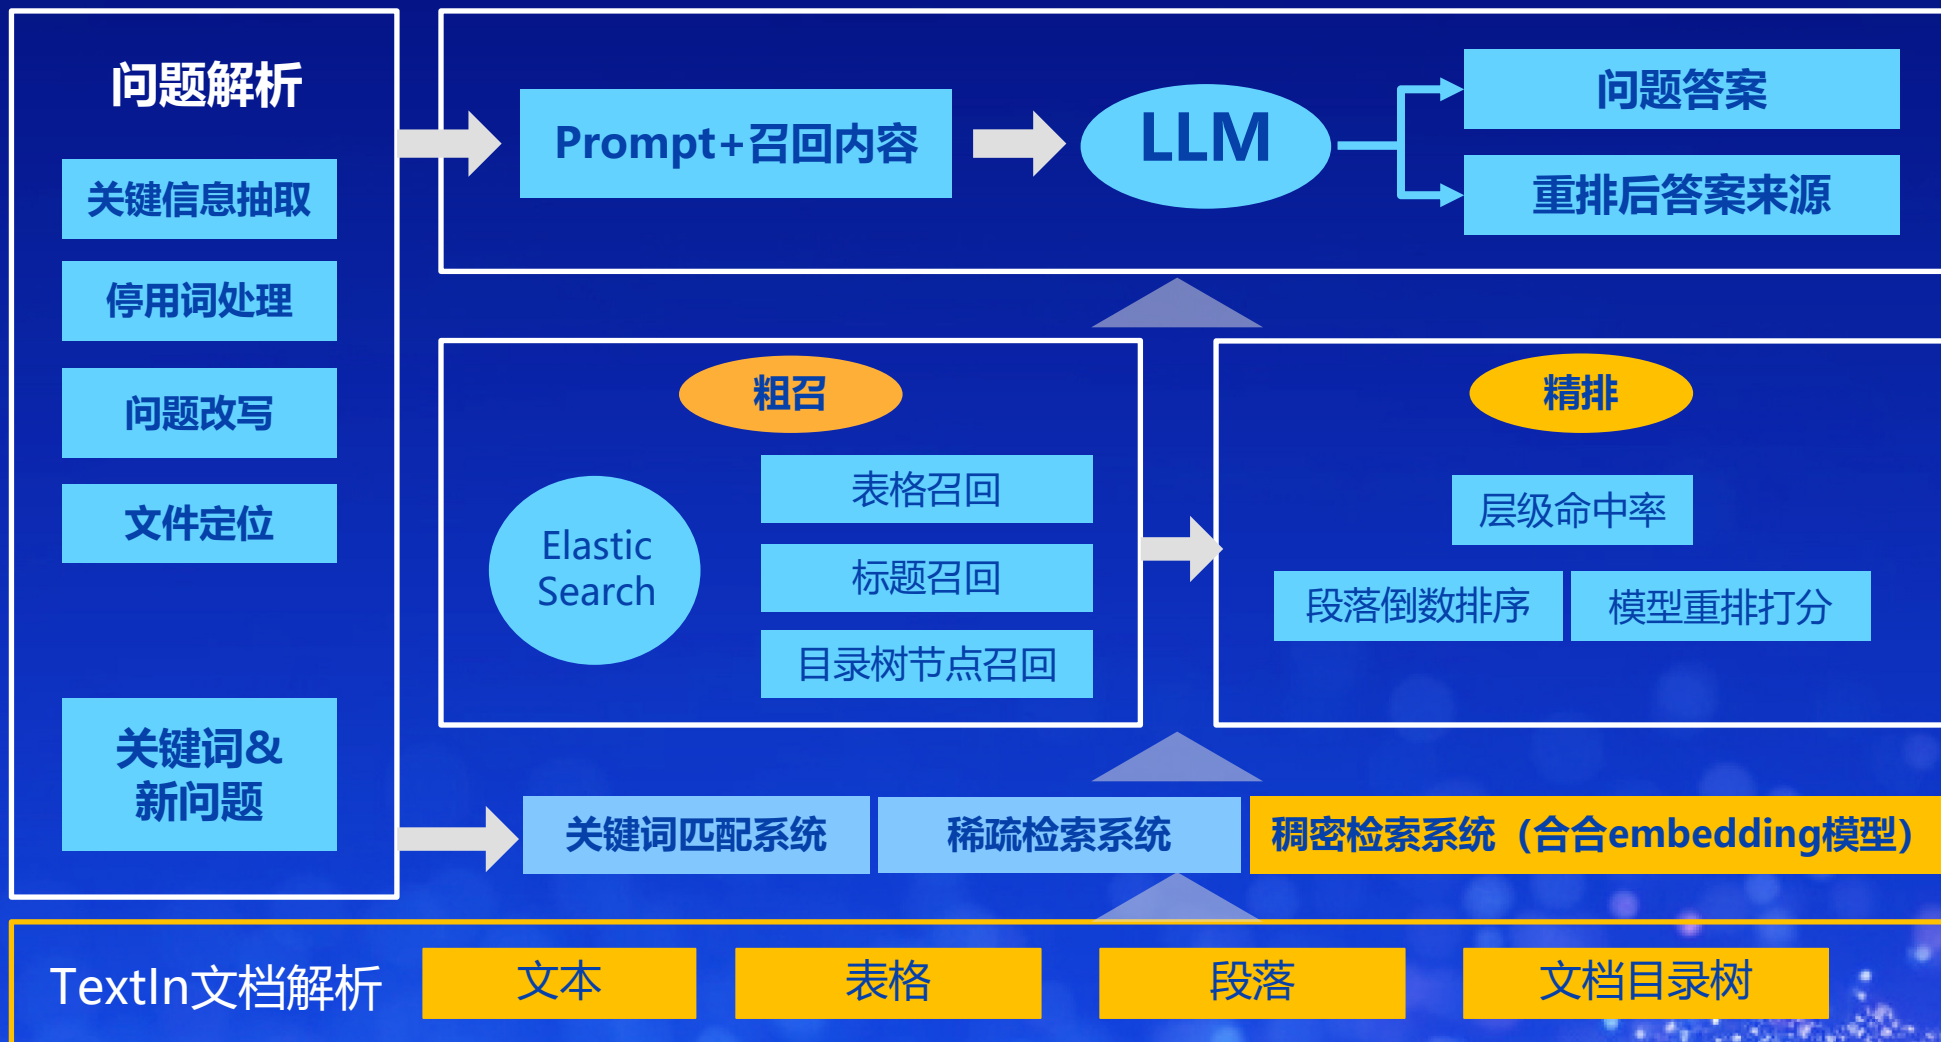 问题解析
关键信息抽取
停用词处理
问题改写
文件定位
关键词&
新问题
Prompt+召回内容
LLM
问题答案
重排后答案来源
粗召
Elastic
Search
表格召回
标题召回
目录树节点召回
精排
层级命中率
段落倒数排序
模型重排打分
关键词匹配系统
稀疏检索系统
稠密检索系统（合合embedding模型）
TextIn文档解析
文本
表格
段落
文档目录树